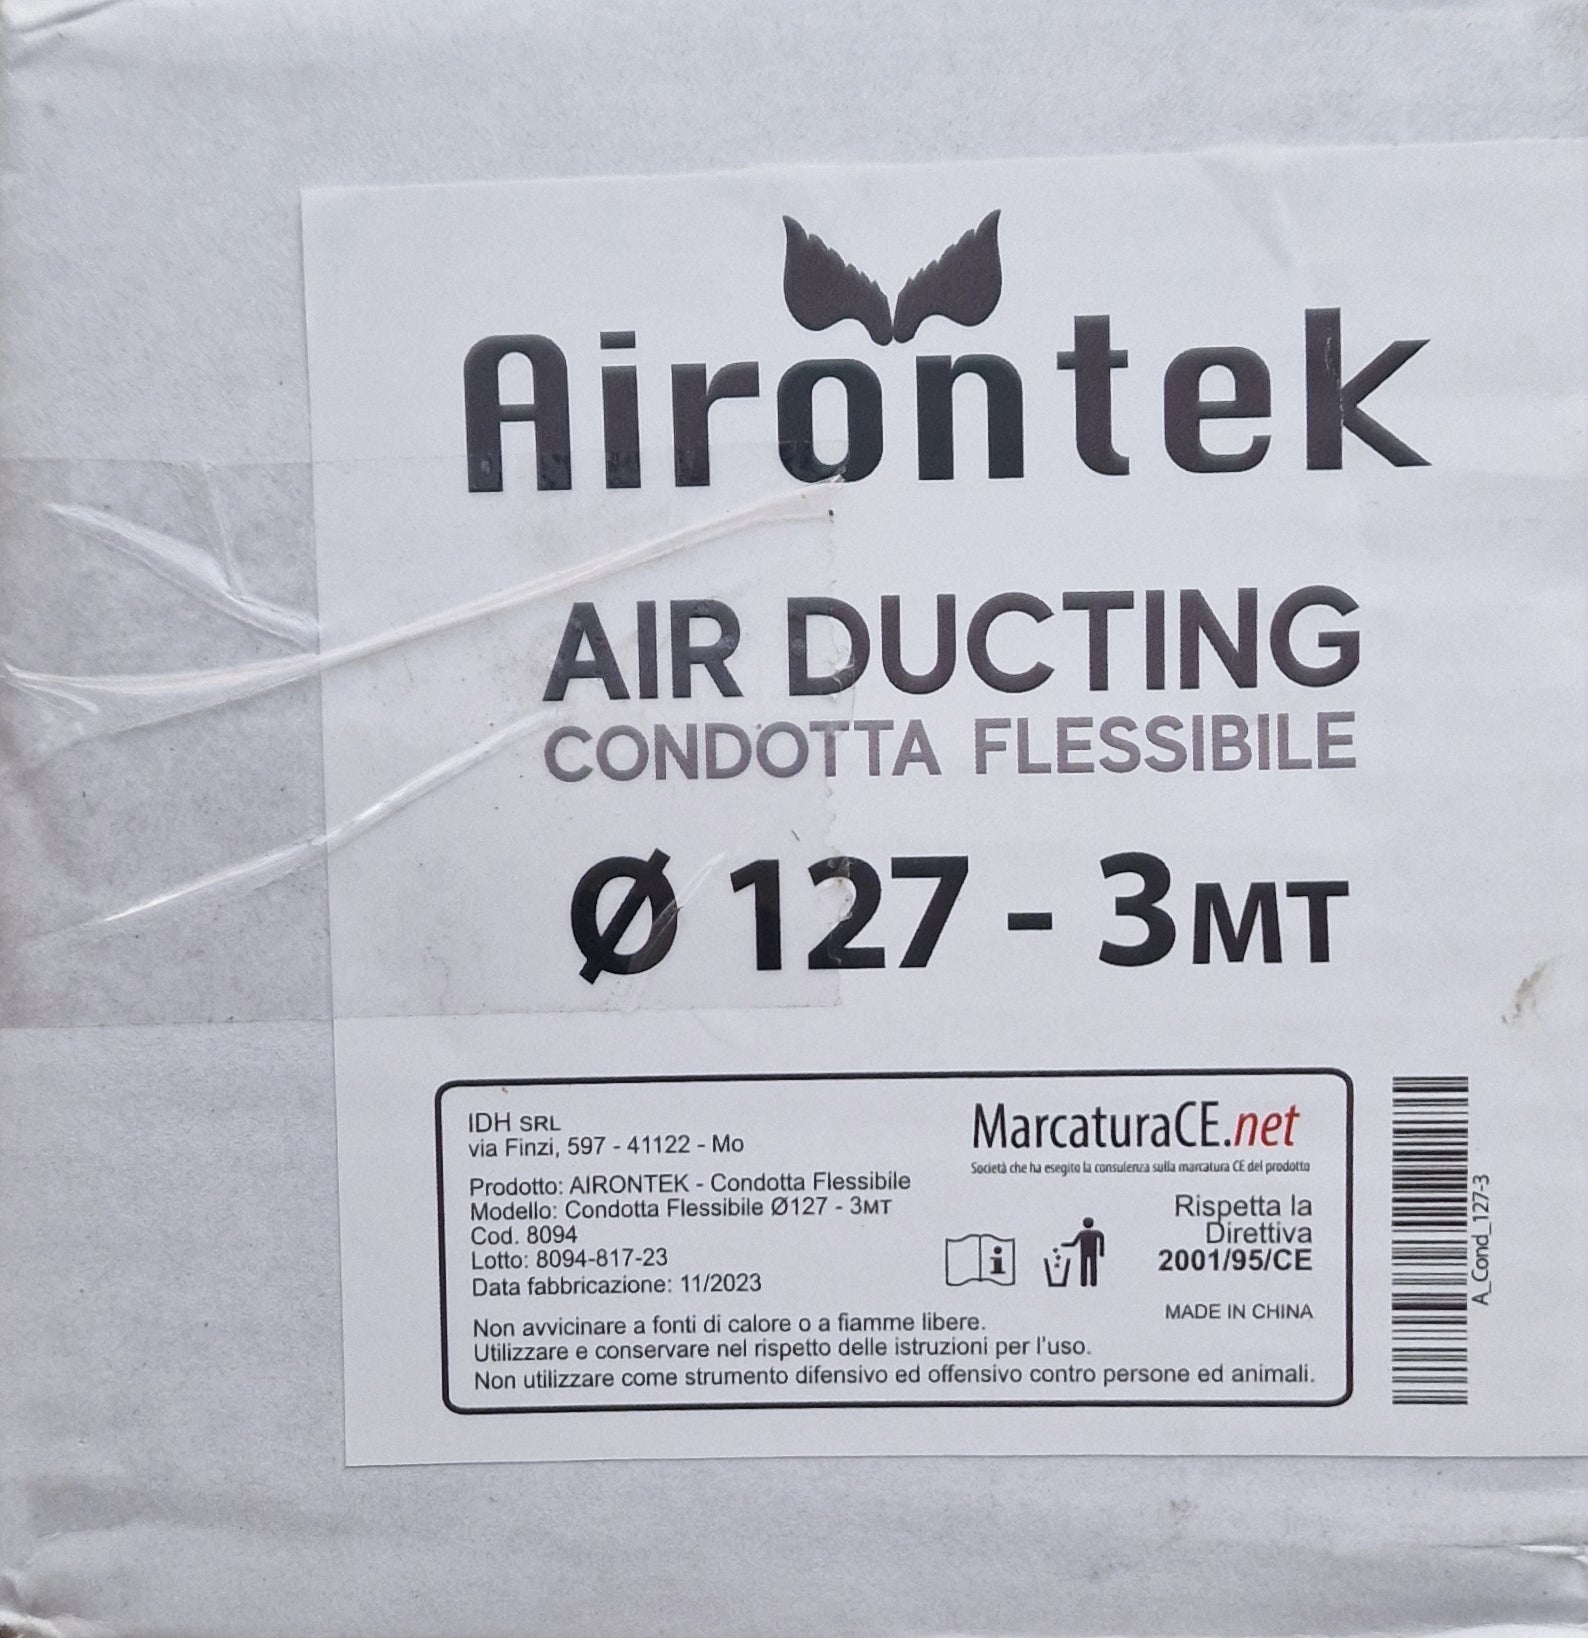 Airontek
AIR DUCTING
CONDOTTA FLESSIBILE
Ø 127 - 3MT
IDH SRL
via Finzi, 597 - 41122 - Mo
Prodotto: AIRONTEK - Condotta Flessibile
Modello: Condotta Flessibile Ø127 - 3MT
Cod. 8094
Lotto: 8094-817-23
Data fabbricazione: 11/2023
Non avvicinare a fonti di calore o a fiamme libere.
Utilizzare e conservare nel rispetto delle istruzioni per l'uso.
Non utilizzare come strumento difensivo ed offensivo contro persone ed animali.
MarcaturaCE.net
Società che ha esegito la consulenza sulla marcatura CE del prodotto
Rispetta la
Direttiva
2001/95/CE
MADE IN CHINA
A_Cond_127-3